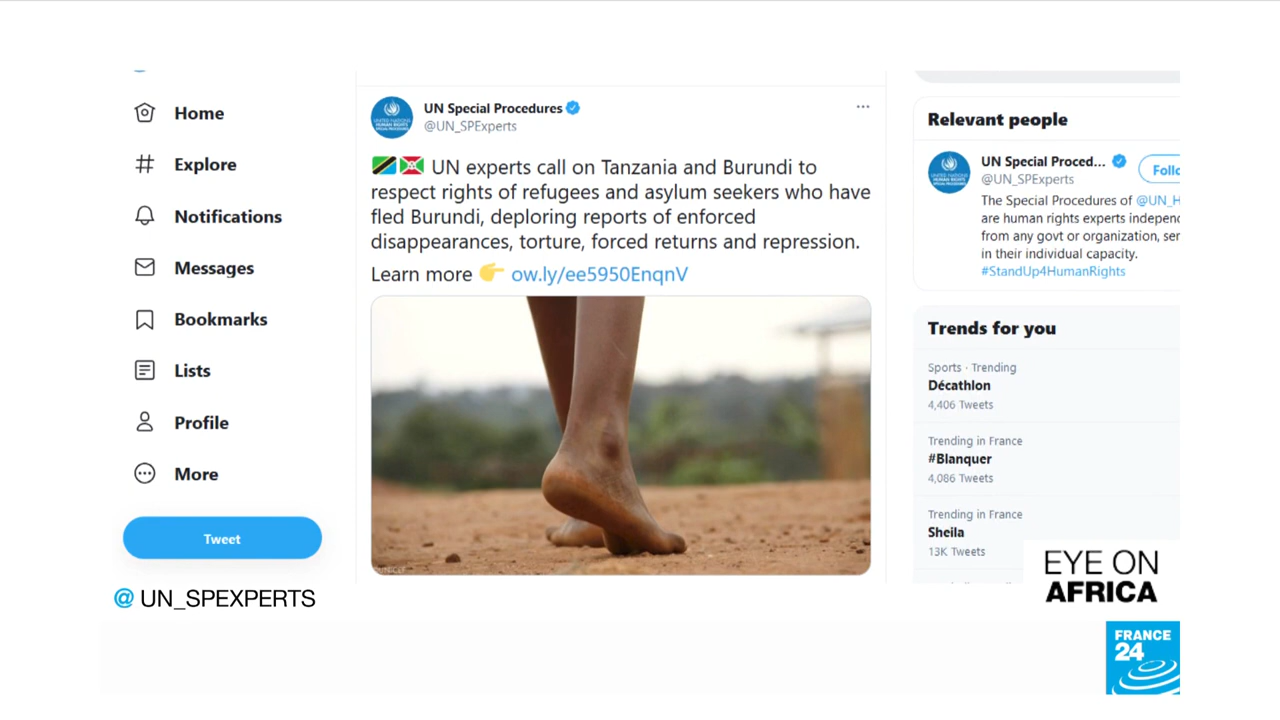 Home
Explore
Notifications
Messages
Bookmarks
Lists
Profile
More
Tweet
UN Special Procedures
@UN_SPExperts
UN experts call on Tanzania and Burundi to
respect rights of refugees and asylum seekers who have
fled Burundi, deploring reports of enforced
disappearances, torture, forced returns and repression.
Learn more 👉 ow.ly/ee5950EnqnV
Relevant people
UN Special Proced...
@UN_SPExperts
Follc
The Special Procedures of @UN_H
are human rights experts independ
from any govt or organization, ser
in their individual capacity.
#StandUp4HumanRights
Trends for you
Sports · Trending
Décathlon
4,406 Tweets
Trending in France
#Blanquer
4,086 Tweets
Trending in France
Sheila
13K Tweets
@ UN_SPEXPERTS
EYE ON
AFRICA
FRANCE
24